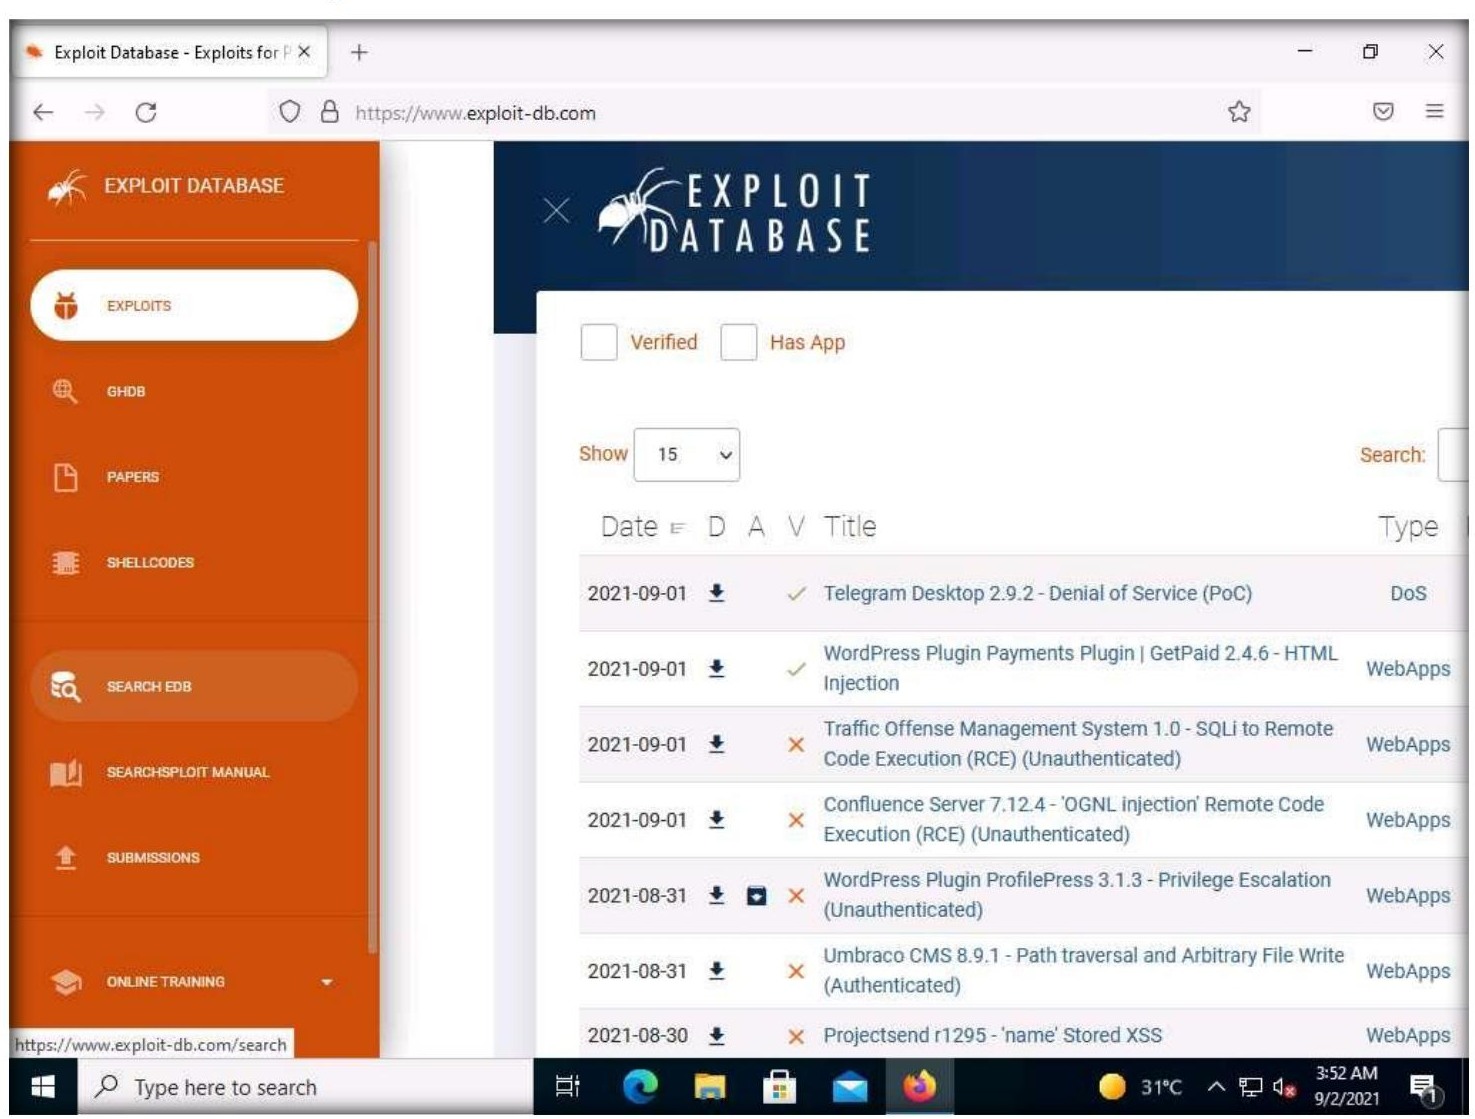 Exploit Database - Exploits for P
https://www.exploit-db.com
EXPLOIT DATABASE
EXPLOITS
GHDB
PAPERS
SHELLCODES
SEARCH EDB
SEARCHSPLOIT MANUAL
SUBMISSIONS
ONLINE TRAINING
https://www.exploit-db.com/search
EXPLOIT
DATABASE
Verified Has App
Show 15 Search:
Date D A V Title Type
2021-09-01 Telegram Desktop 2.9.2 - Denial of Service (PoC) DoS
2021-09-01 WordPress Plugin Payments Plugin | GetPaid 2.4.6 - HTML
Injection WebApps
2021-09-01 Traffic Offense Management System 1.0 - SQLi to Remote
Code Execution (RCE) (Unauthenticated) WebApps
2021-09-01 Confluence Server 7.12.4 - 'OGNL injection' Remote Code
Execution (RCE) (Unauthenticated) WebApps
2021-08-31 WordPress Plugin ProfilePress 3.1.3 - Privilege Escalation
(Unauthenticated) WebApps
2021-08-31 Umbraco CMS 8.9.1 - Path traversal and Arbitrary File Write
(Authenticated) WebApps
2021-08-30 Projectsend r1295 - 'name' Stored XSS WebApps
Type here to search
31°C
3:52 AM
9/2/2021
1